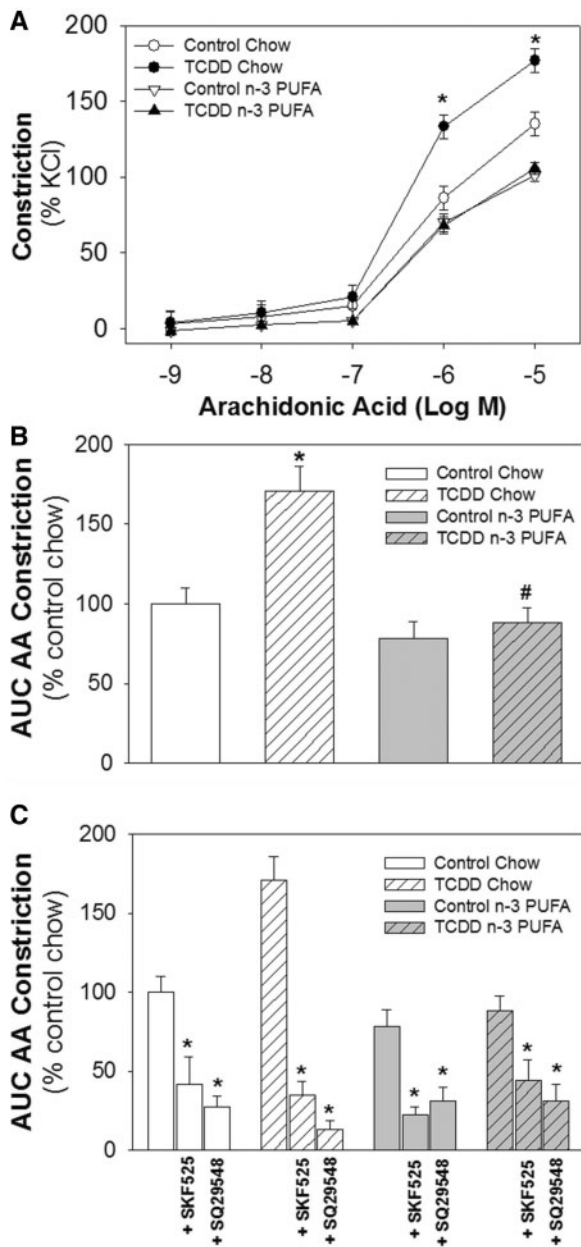 A
Constriction
(% KCl)
200
150
100
50
0
Control Chow
TCDD Chow
Control n-3 PUFA
TCDD n-3 PUFA
*
*
-9 -8 -7 -6 -5
Arachidonic Acid (Log M)
B
AUC AA Constriction
(% control chow)
200
150
100
50
0
*
#
Control Chow
TCDD Chow
Control n-3 PUFA
TCDD n-3 PUFA
C
AUC AA Constriction
(% control chow)
200
150
100
50
0
Control Chow
TCDD Chow
Control n-3 PUFA
TCDD n-3 PUFA
* *
* *
* *
* *
+ SKF525
+ SQ29548
+ SKF525
+ SQ29548
+ SKF525
+ SQ29548
+ SKF525
+ SQ29548